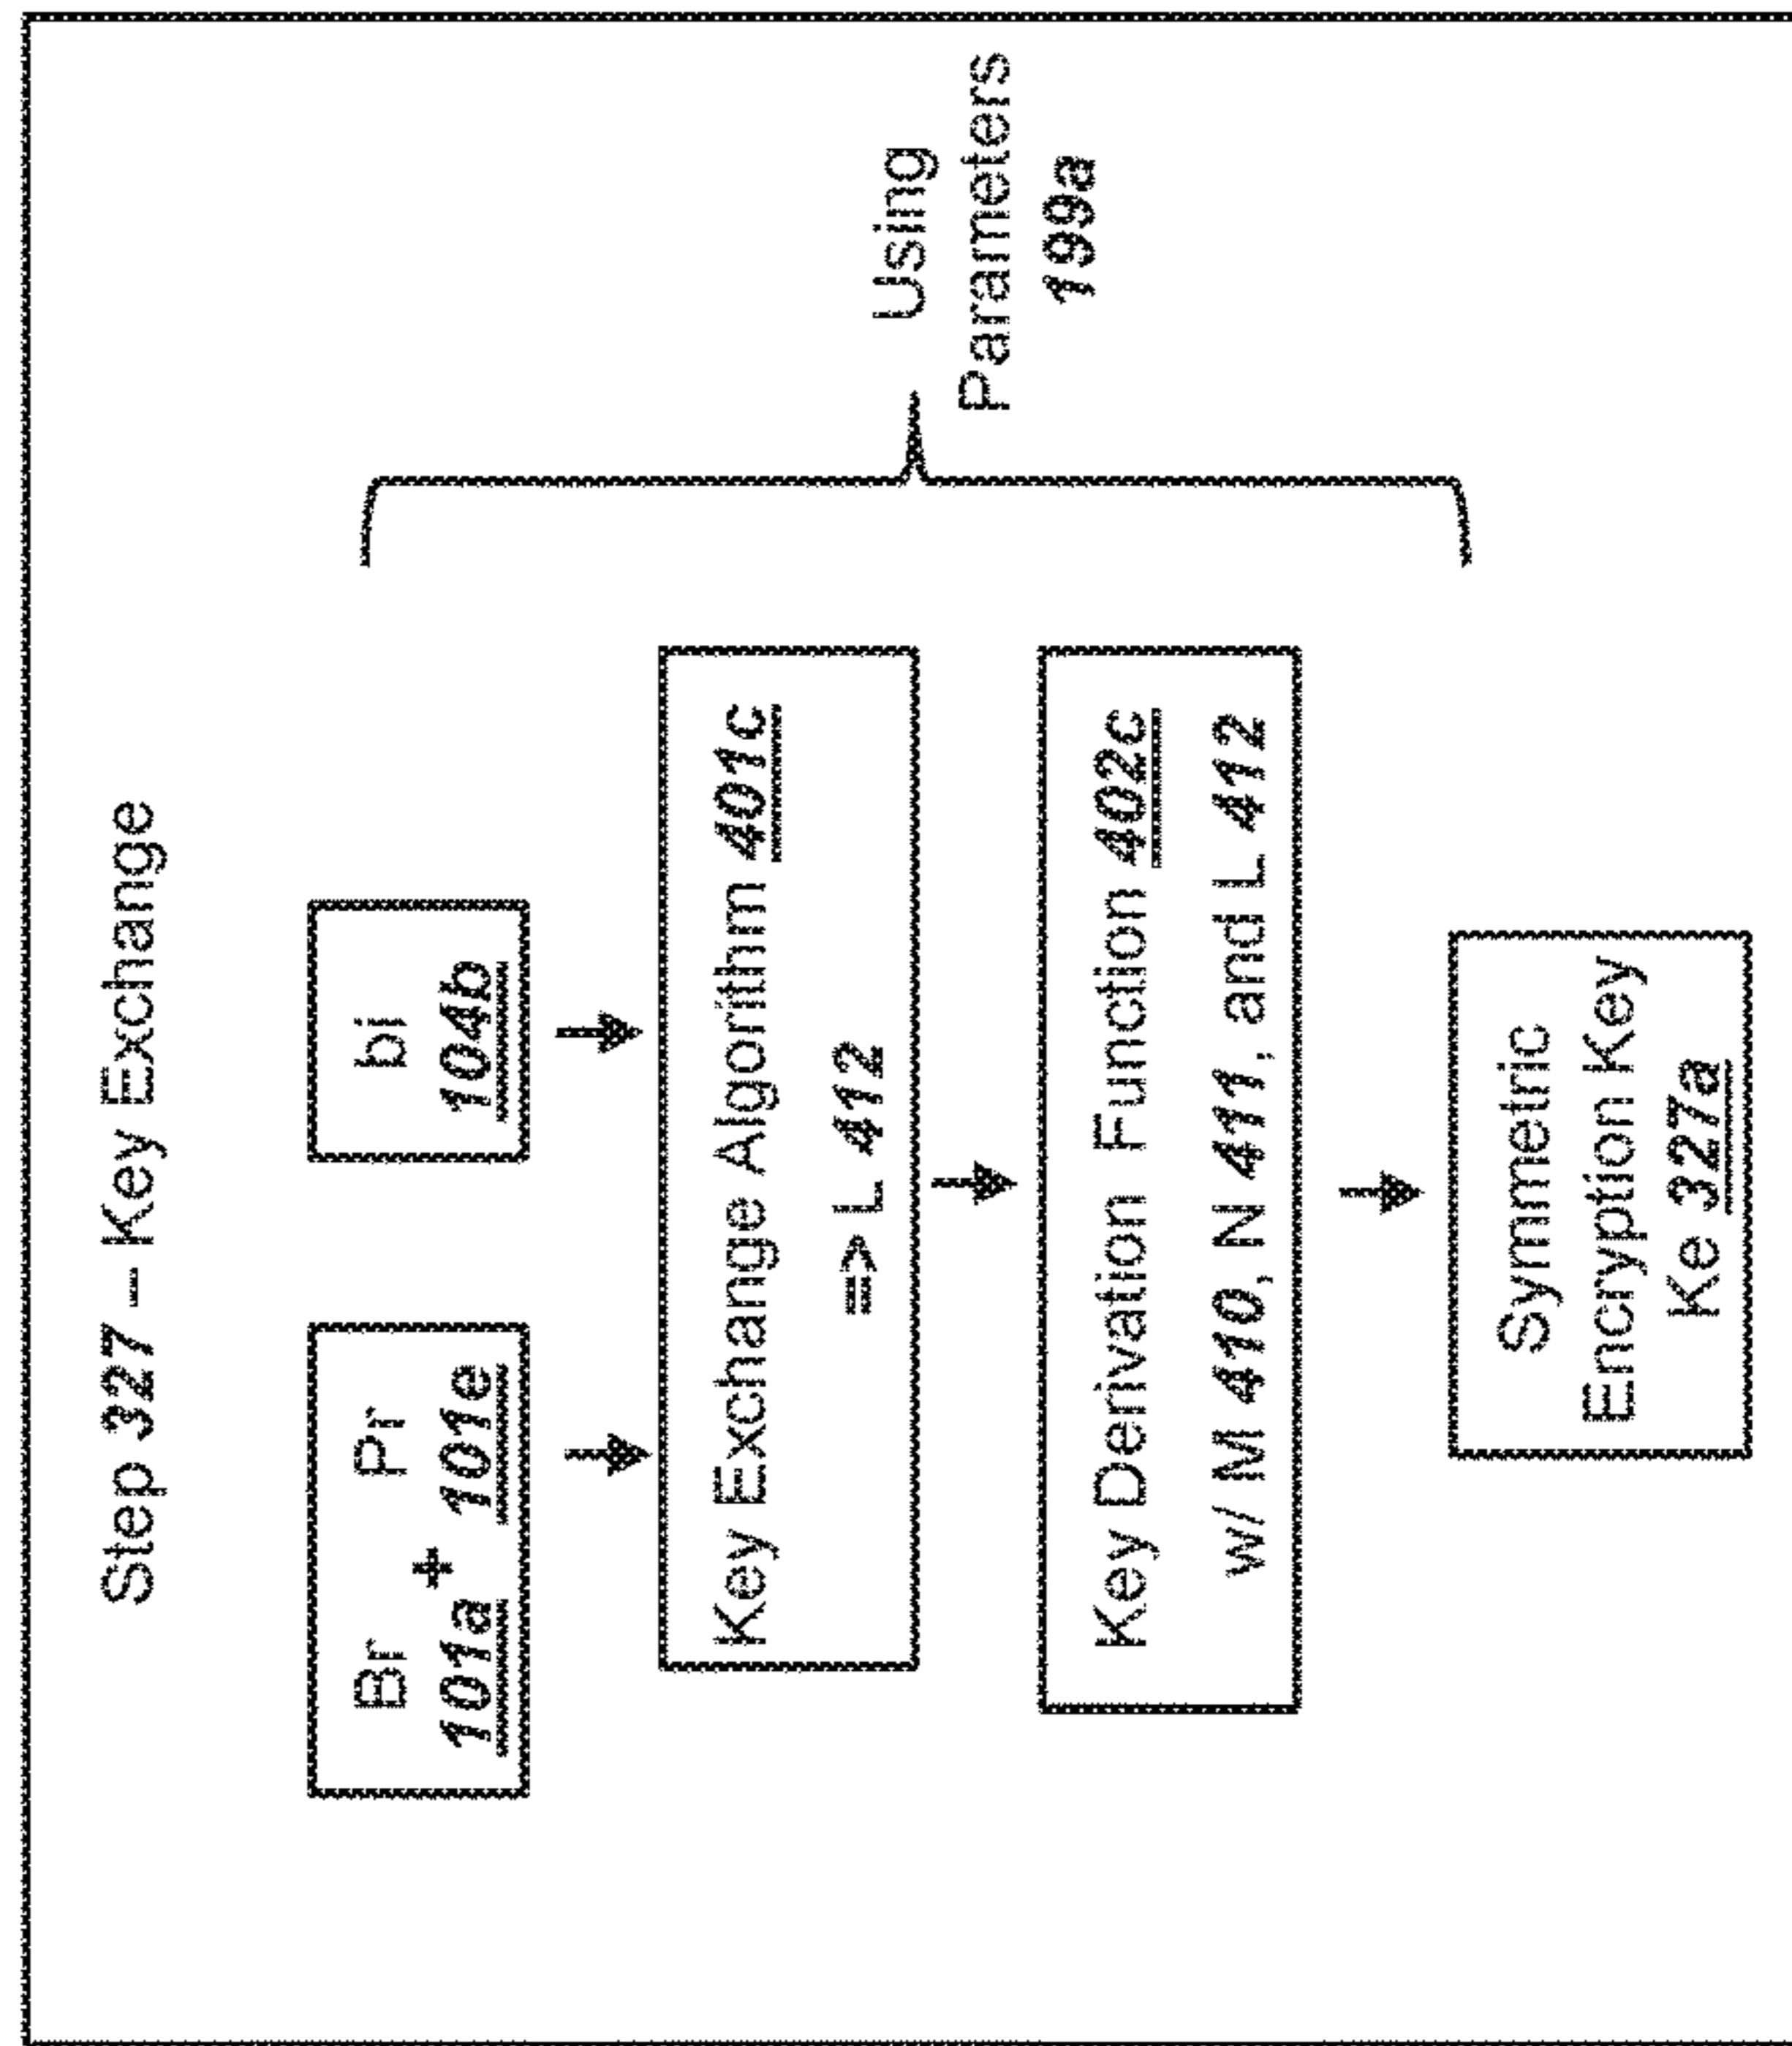 Step 327 – Key Exchange
Br + Pr
101a 101e
bi
104b
Key Exchange Algorithm 401c
=> L 412
Key Derivation Function 402c
w/ M 410, N 411, and L 412
Symmetric
Encryption Key
Ke 327a
Using
Parameters
199a